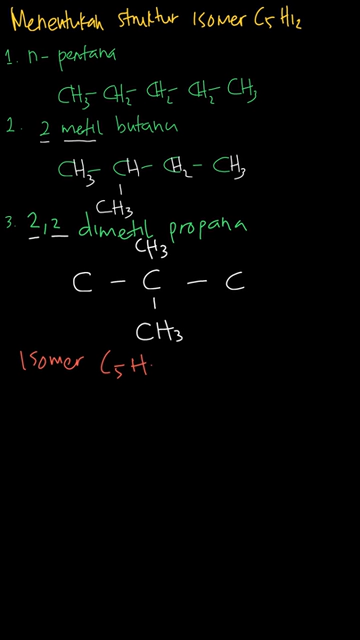 Menentukan struktur Isomer C5H12
1. n-pentana
CH3-CH2-CH2-CH2-CH3
2. 2 metil butana
CH3-CH-CH2-CH3
CH3
3. 2,2 dimetil propana
CH3
C - C - C
CH3
Isomer C5H